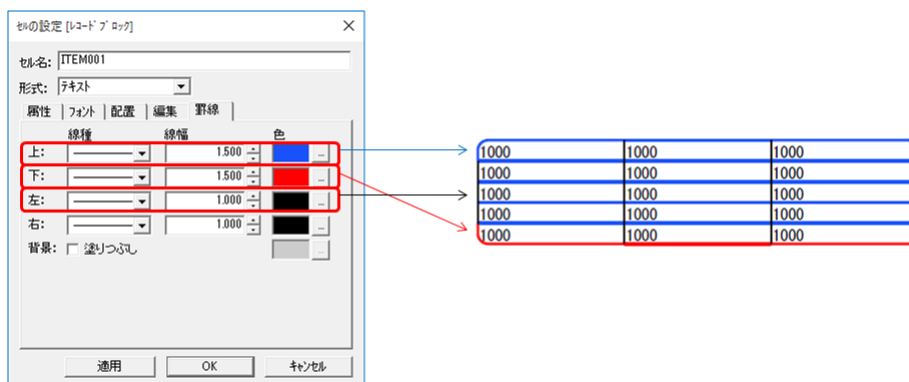 セルの設定 [レコードブロック]
セル名: ITEM001
形式: テキスト
属性 フォント 配置 編集 罫線
線種 線幅 色
上: 1.500 ...
下: 1.500 ...
左: 1.000 ...
右: 1.000 ...
背景: 塗りつぶし ...
適用 OK キャンセル
1000 1000 1000
1000 1000 1000
1000 1000 1000
1000 1000 1000
1000 1000 1000